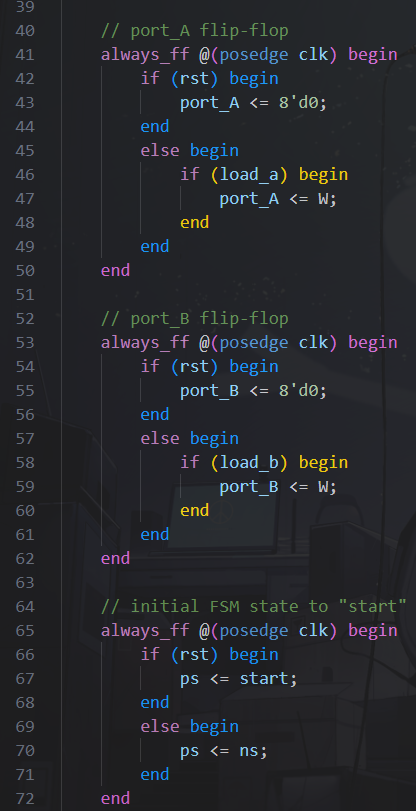 39
40 // port_A flip-flop
41 always_ff @(posedge clk) begin
42 if (rst) begin
43 port_A <= 8'd0;
44 end
45 else begin
46 if (load_a) begin
47 port_A <= W;
48 end
49 end
50 end
51
52 // port_B flip-flop
53 always_ff @(posedge clk) begin
54 if (rst) begin
55 port_B <= 8'd0;
56 end
57 else begin
58 if (load_b) begin
59 port_B <= W;
60 end
61 end
62 end
63
64 // initial FSM state to "start"
65 always_ff @(posedge clk) begin
66 if (rst) begin
67 ps <= start;
68 end
69 else begin
70 ps <= ns;
71 end
72 end